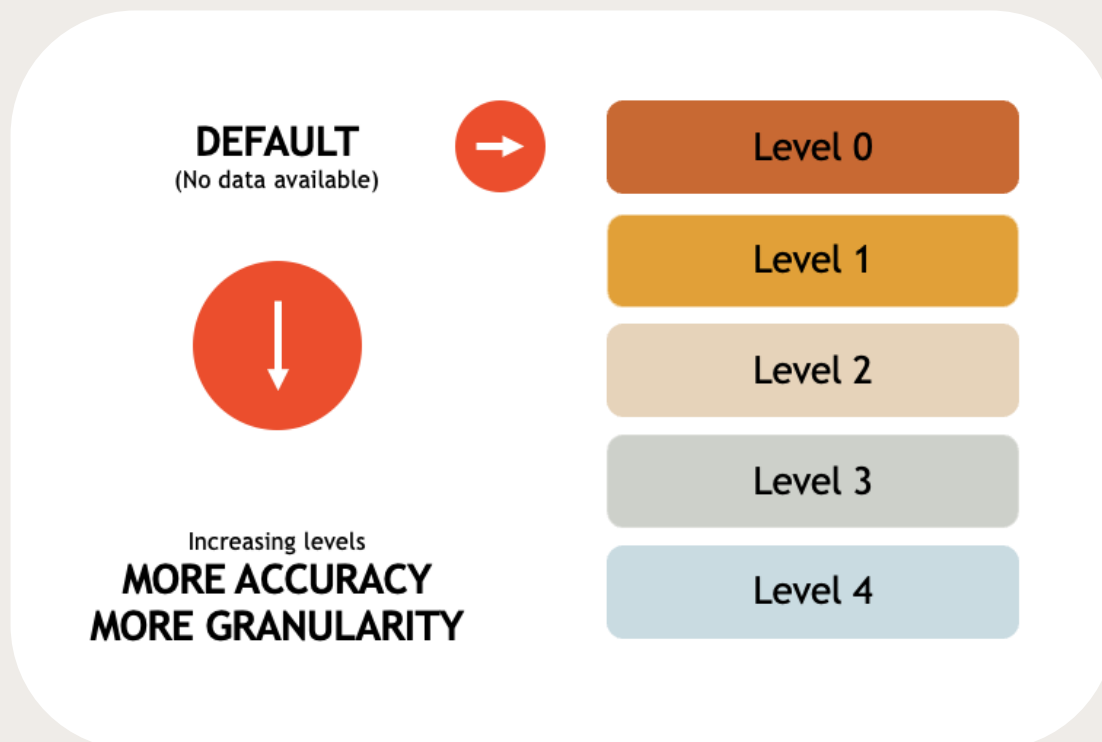 DEFAULT
(No data available)
Level 0
Level 1
Level 2
Level 3
Level 4
Increasing levels
MORE ACCURACY
MORE GRANULARITY